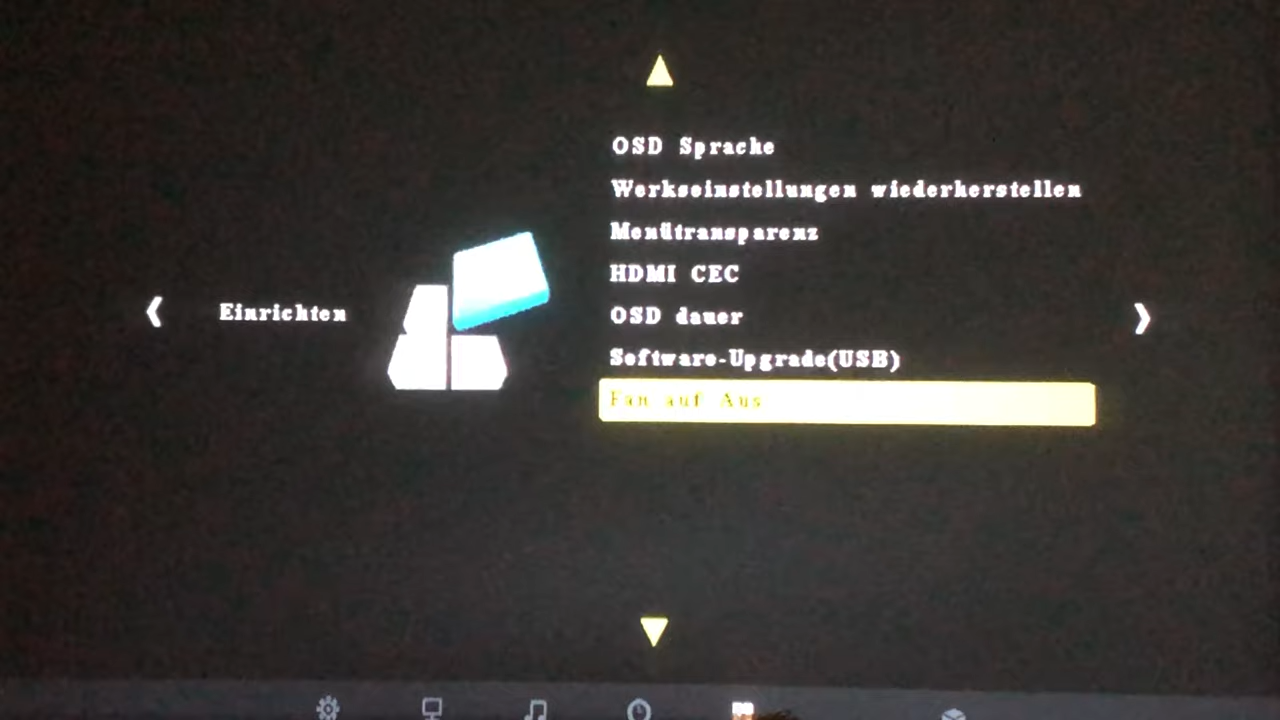 OSD Sprache
Werkseinstellungen wiederherstellen
Menütransparenz
HDMI CEC
Einrichten
OSD dauer
Software-Upgrade(USB)
Fan auf Aus